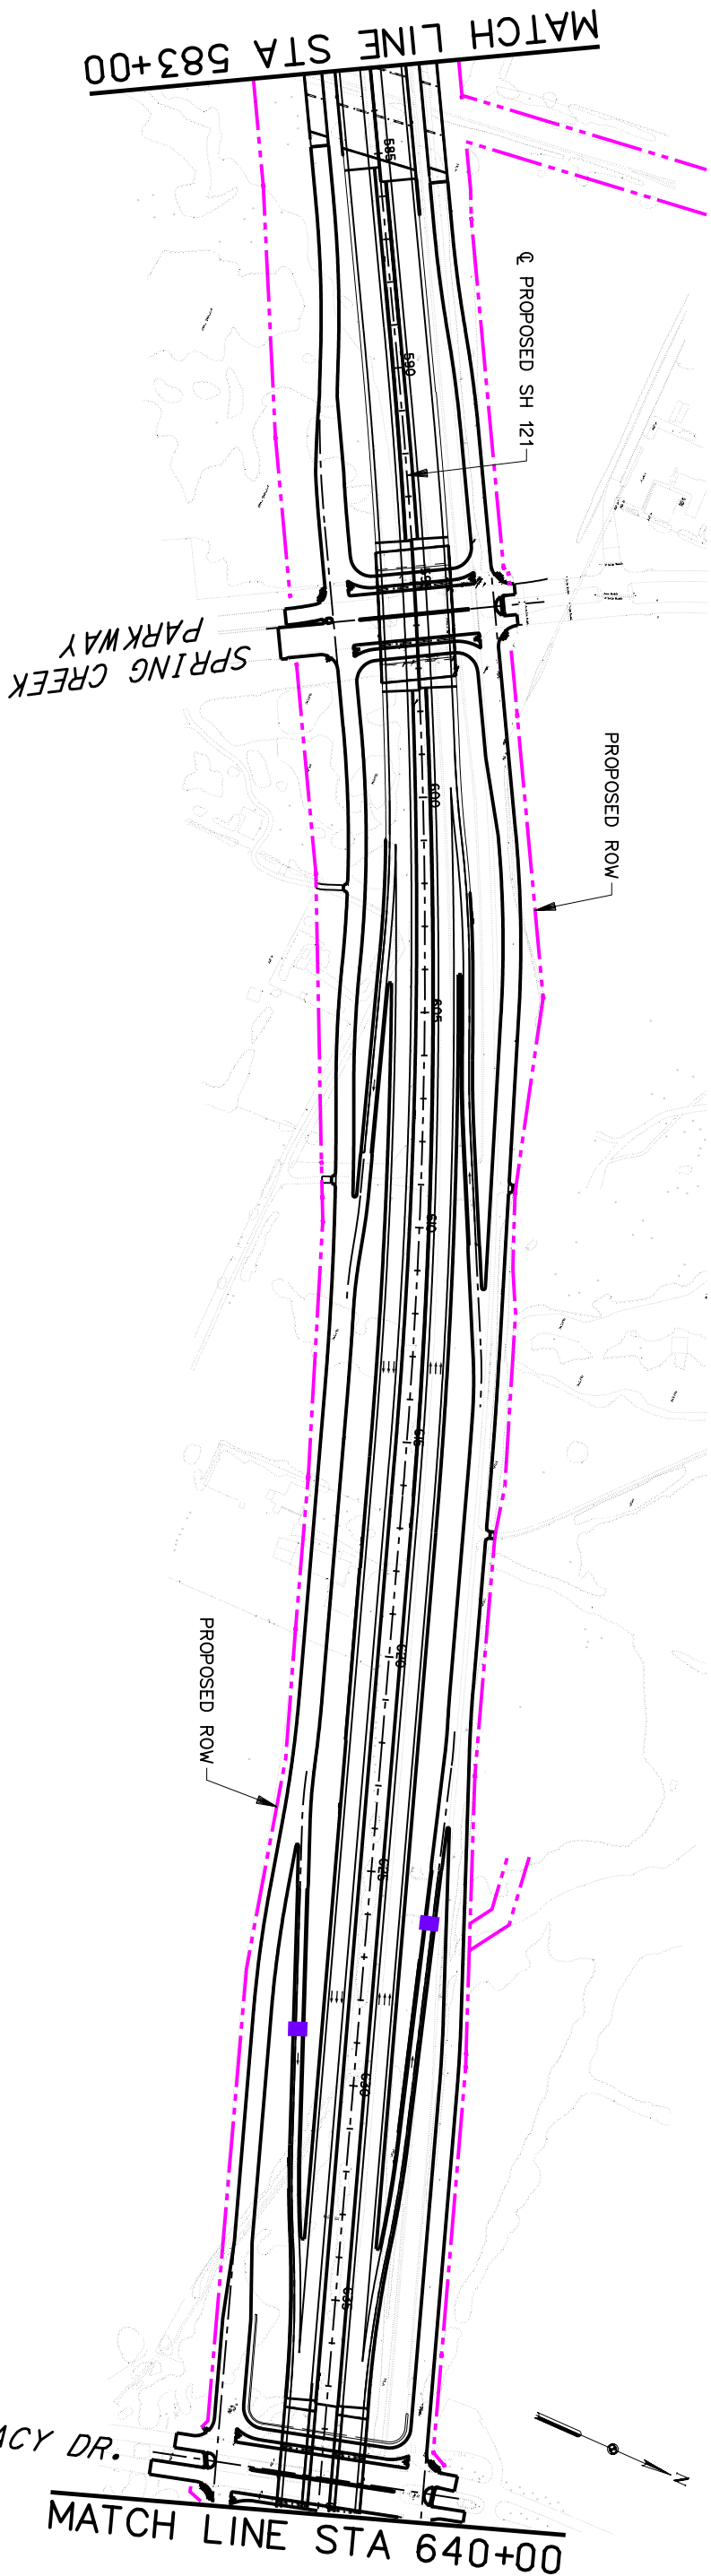 MATCH LINE STA 583+00
585
℄ PROPOSED SH 121
590
SPRING CREEK
PARKWAY
PROPOSED ROW
600
605
610
615
620
PROPOSED ROW
625
630
635
ACY DR.
N
MATCH LINE STA 640+00